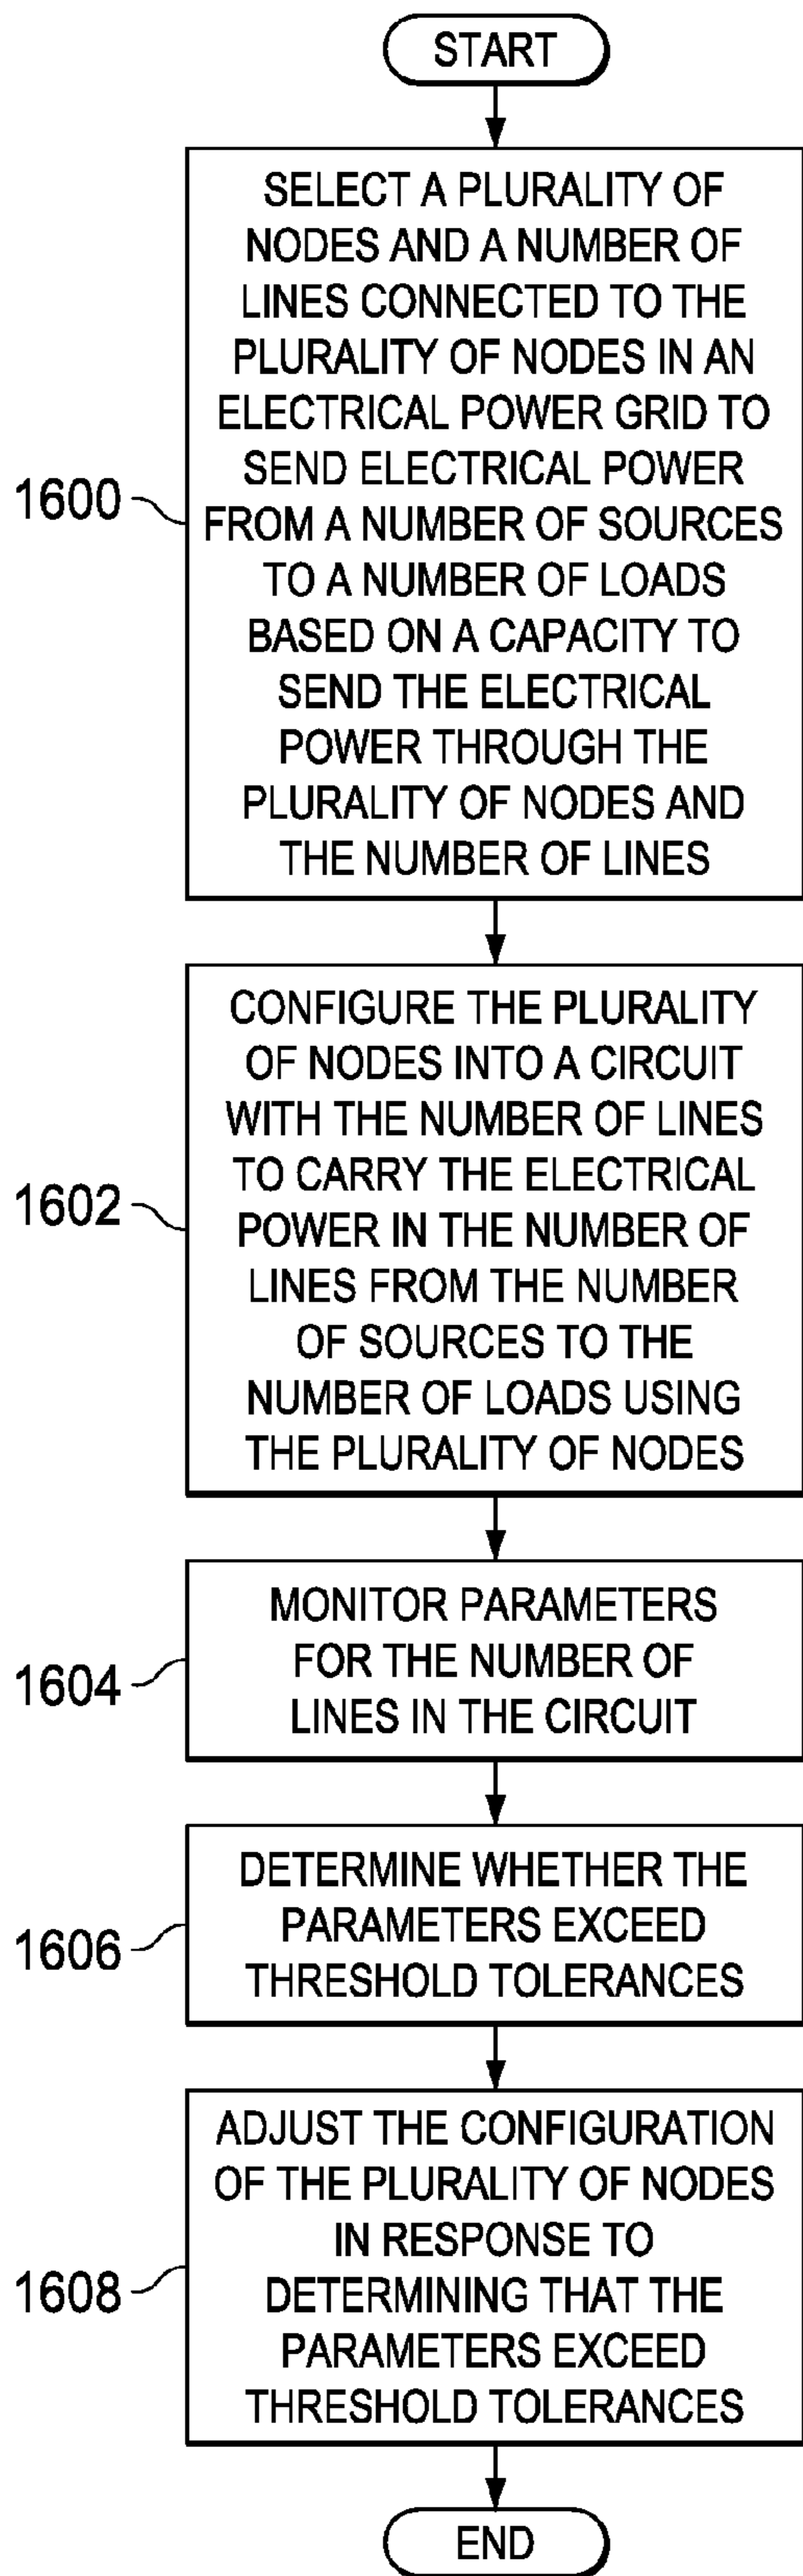 START
SELECT A PLURALITY OF
NODES AND A NUMBER OF
LINES CONNECTED TO THE
PLURALITY OF NODES IN AN
ELECTRICAL POWER GRID TO
SEND ELECTRICAL POWER
FROM A NUMBER OF SOURCES
TO A NUMBER OF LOADS
BASED ON A CAPACITY TO
SEND THE ELECTRICAL
POWER THROUGH THE
PLURALITY OF NODES AND
THE NUMBER OF LINES
1600
CONFIGURE THE PLURALITY
OF NODES INTO A CIRCUIT
WITH THE NUMBER OF LINES
TO CARRY THE ELECTRICAL
POWER IN THE NUMBER OF
LINES FROM THE NUMBER
OF SOURCES TO THE
NUMBER OF LOADS USING
THE PLURALITY OF NODES
1602
MONITOR PARAMETERS
FOR THE NUMBER OF
LINES IN THE CIRCUIT
1604
DETERMINE WHETHER THE
PARAMETERS EXCEED
THRESHOLD TOLERANCES
1606
ADJUST THE CONFIGURATION
OF THE PLURALITY OF NODES
IN RESPONSE TO
DETERMINING THAT THE
PARAMETERS EXCEED
THRESHOLD TOLERANCES
1608
END